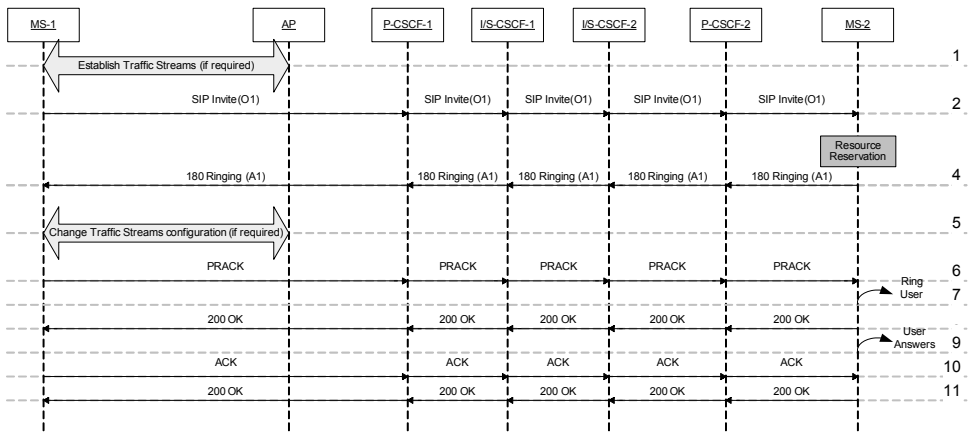 MS-1 AP P-CSCF-1 I/S-CSCF-1 I/S-CSCF-2 P-CSCF-2 MS-2
Establish Traffic Streams (if required) 1
SIP Invite(O1) SIP Invite(O1) SIP Invite(O1) SIP Invite(O1) SIP Invite(O1) 2
Resource
Reservation
180 Ringing (A1) 180 Ringing (A1) 180 Ringing (A1) 180 Ringing (A1) 180 Ringing (A1) 4
Change Traffic Streams configuration (if required) 5
PRACK PRACK PRACK PRACK PRACK 6
Ring
User 7
200 OK 200 OK 200 OK 200 OK 200 OK
User
Answers 9
ACK ACK ACK ACK ACK 10
200 OK 200 OK 200 OK 200 OK 200 OK 11